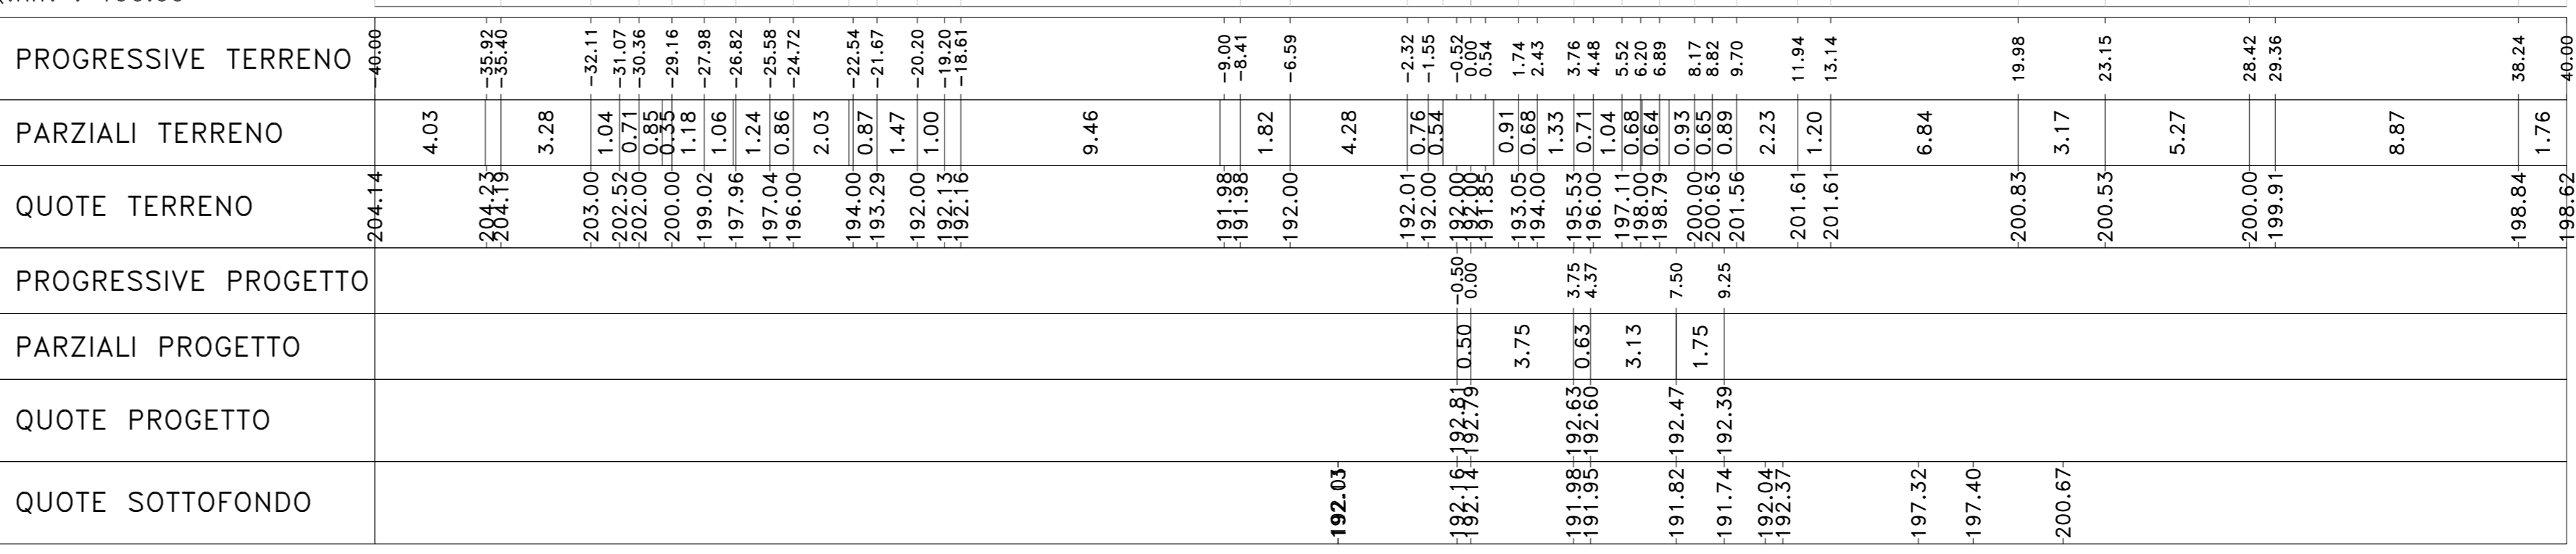 PROGRESSIVE TERRENO -40.00 -35.92 -35.40 -32.11 -31.07 -30.36 -29.16 -27.98 -26.82 -25.58 -24.72 -22.54 -21.67 -20.20 -19.20 -18.61 -9.00 -8.41 -6.59 -2.32 -1.55 -0.52 0.00 0.54 1.74 2.43 3.76 4.48 5.52 6.20 6.89 8.17 8.82 9.70 11.94 13.14 19.98 23.15 28.42 29.36 38.24 40.00
PARZIALI TERRENO 4.03 3.28 1.04 0.71 0.85 0.35 1.18 1.06 1.24 0.86 2.03 0.87 1.47 1.00 9.46 1.82 4.28 0.76 0.54 0.91 0.68 1.33 0.71 1.04 0.68 0.64 0.93 0.65 0.89 2.23 1.20 6.84 3.17 5.27 8.87 1.76
QUOTE TERRENO 204.14 204.23 204.19 203.00 202.52 202.00 200.00 199.02 197.96 197.04 196.00 194.00 193.29 192.00 192.13 192.16 191.98 191.98 192.00 192.01 192.00 192.00 192.00 191.85 193.05 194.00 195.53 196.00 197.11 198.00 198.79 200.00 200.63 201.56 201.61 201.61 200.83 200.53 200.00 199.91 198.84 198.62
PROGRESSIVE PROGETTO -0.50 0.00 3.75 4.37 7.50 9.25
PARZIALI PROGETTO 0.50 3.75 0.63 3.13 1.75
QUOTE PROGETTO 192.81 192.79 192.63 192.60 192.47 192.39
QUOTE SOTTOFONDO 192.16 192.14 191.98 191.95 191.82 191.74 192.04 192.37 197.32 197.40 200.67